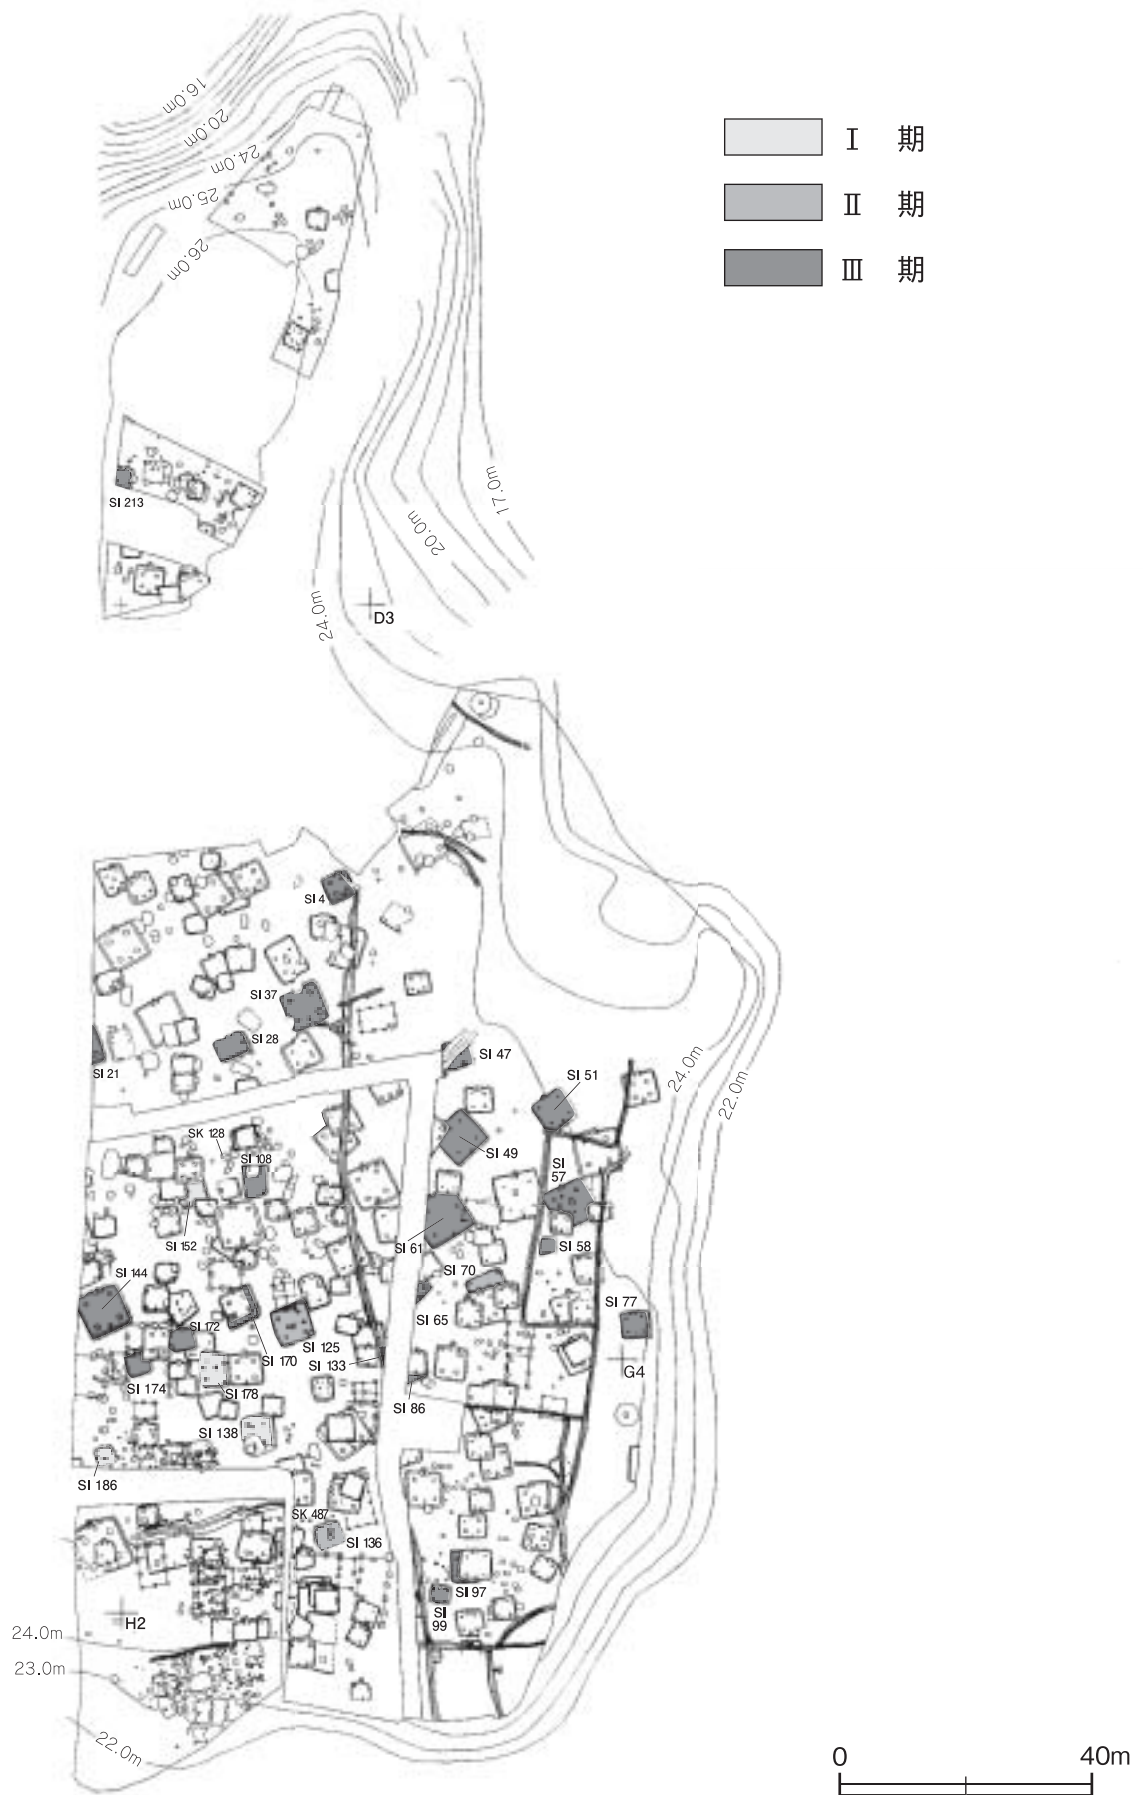 16.0m
20.0m
24.0m
25.0m
26.0m
Ⅰ 期
Ⅱ 期
Ⅲ 期
SI 213
17.0m
20.0m
24.0m
D3
SI 4
SI 37
SI 28
SI 21
SI 47
SI 51
24.0m
22.0m
SK 128
SI 108
SI 49
SI 57
SI 152
SI 61
SI 58
SI 144
SI 70
SI 65
SI 77
SI 172
SI 125
SI 170
SI 133
G4
SI 174
SI 178
SI 86
SI 138
SI 186
SK 487
SI 136
SI 97
SI 99
H2
24.0m
23.0m
22.0m
0 40m